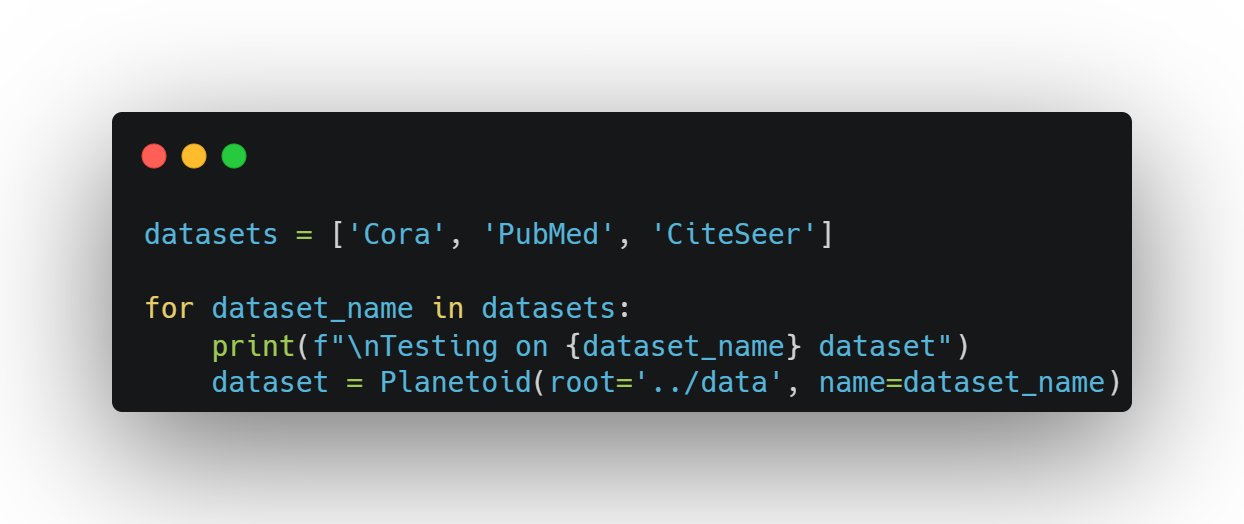 datasets = ['Cora', 'PubMed', 'CiteSeer']

for dataset_name in datasets:
    print(f"\nTesting on {dataset_name} dataset")
    dataset = Planetoid(root='../data', name=dataset_name)